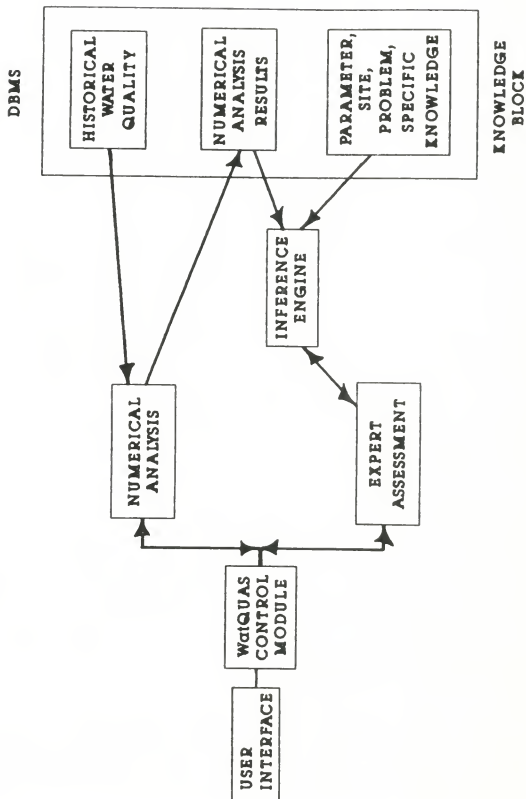 DBMS
HISTORICAL
WATER
QUALITY
NUMERICAL
ANALYSIS
RESULTS
PARAMETER,
SITE,
PROBLEM,
SPECIFIC
KNOWLEDGE
KNOWLEDGE
BLOCK
NUMERICAL
ANALYSIS
INFERENCE
ENGINE
EXPERT
ASSESSMENT
WatQUAS
CONTROL
MODULE
USER
INTERFACE